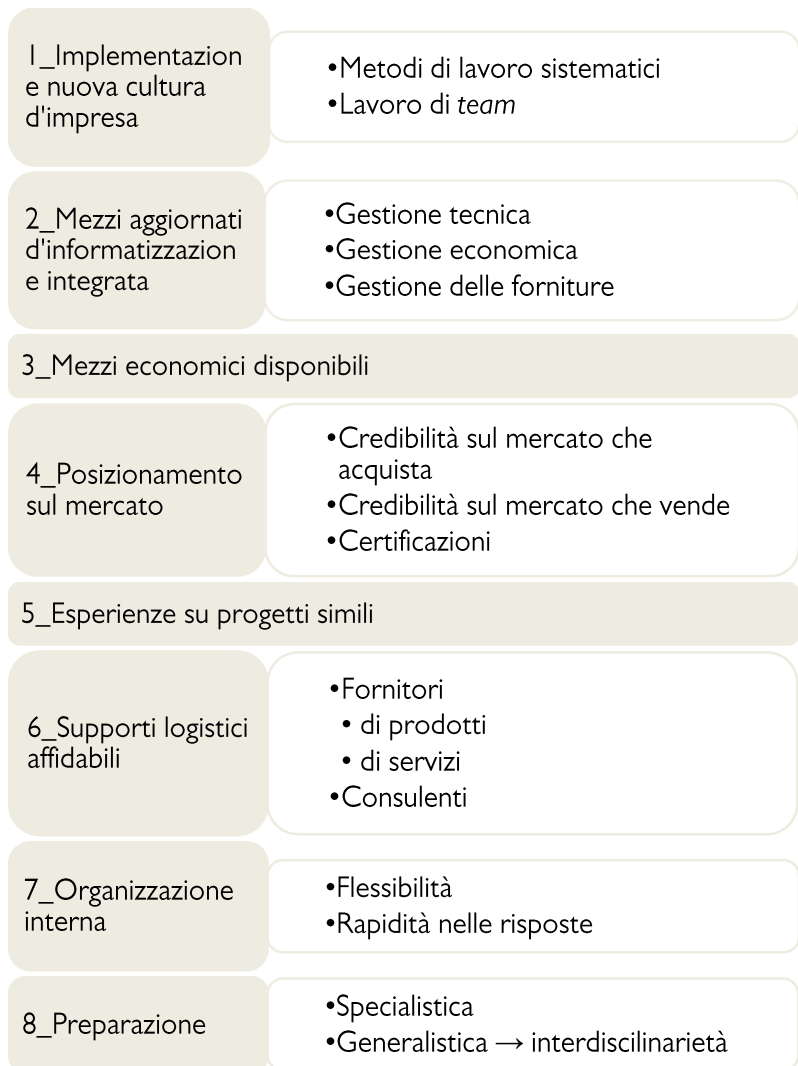 1_Implementazion
e nuova cultura
d'impresa
•Metodi di lavoro sistematici
•Lavoro di team
2_Mezzi aggiornati
d'informatizzazion
e integrata
•Gestione tecnica
•Gestione economica
•Gestione delle forniture
3_Mezzi economici disponibili
4_Posizionamento
sul mercato
•Credibilità sul mercato che
acquista
•Credibilità sul mercato che vende
•Certificazioni
5_Esperienze su progetti simili
6_Supporti logistici
affidabili
•Fornitori
• di prodotti
• di servizi
•Consulenti
7_Organizzazione
interna
•Flessibilità
•Rapidità nelle risposte
8_Preparazione
•Specialistica
•Generalistica → interdiscilinarietà